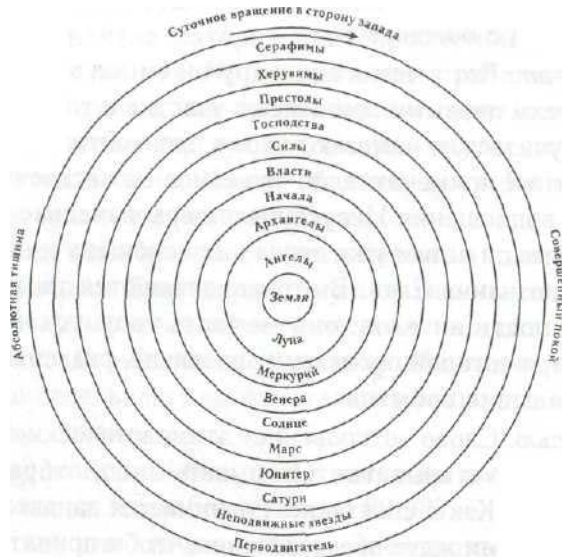 Суточное вращение в сторону запада
Серафимы
Херувимы
Престолы
Господства
Силы
Власти
Начала
Архангелы
Ангелы
Земля
Луна
Меркурий
Венера
Солнце
Марс
Юпитер
Сатурн
Неподвижные звезды
Перводвигатель
Абсолютная тишина
Совершенный покой